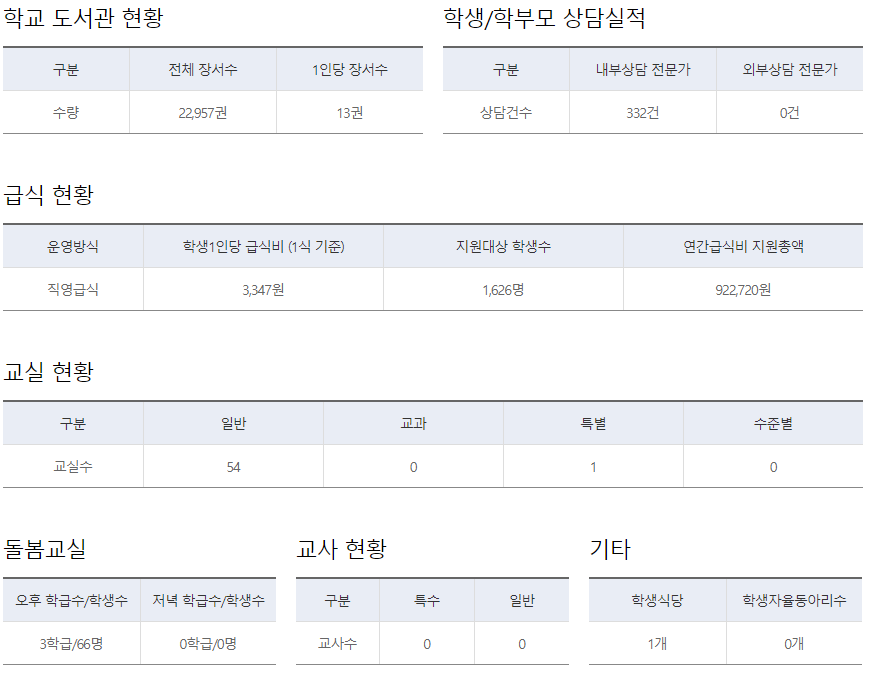 학교 도서관 현황
구분 전체 장서수 1인당 장서수
수량 22,957권 13권
학생/학부모 상담실적
구분 내부상담 전문가 외부상담 전문가
상담건수 332건 0건
급식 현황
운영방식 학생1인당 급식비 (1식 기준) 지원대상 학생수 연간급식비 지원총액
직영급식 3,347원 1,626명 922,720원
교실 현황
구분 일반 교과 특별 수준별
교실수 54 0 1 0
돌봄교실
오후 학급수/학생수 저녁 학급수/학생수
3학급/66명 0학급/0명
교사 현황
구분 특수 일반
교사수 0 0
기타
학생식당 학생자율동아리수
1개 0개